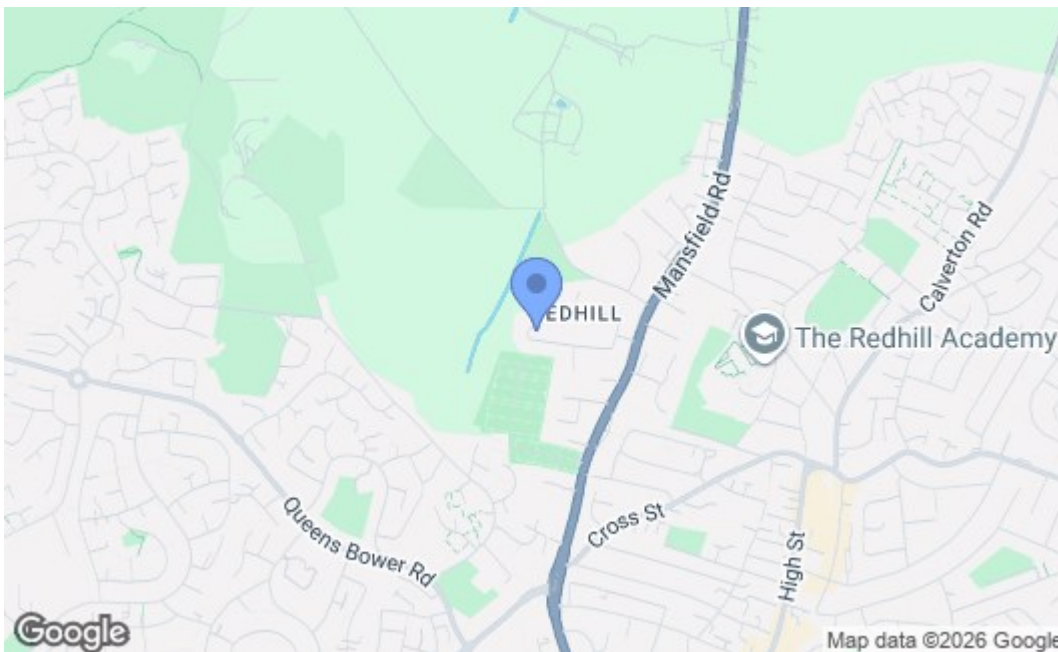 Mansfield Rd
Calverton Rd
EDHILL
The Redhill Academy
Queens Bower Rd
Cross St
High St
Google
Map data ©2026 Google